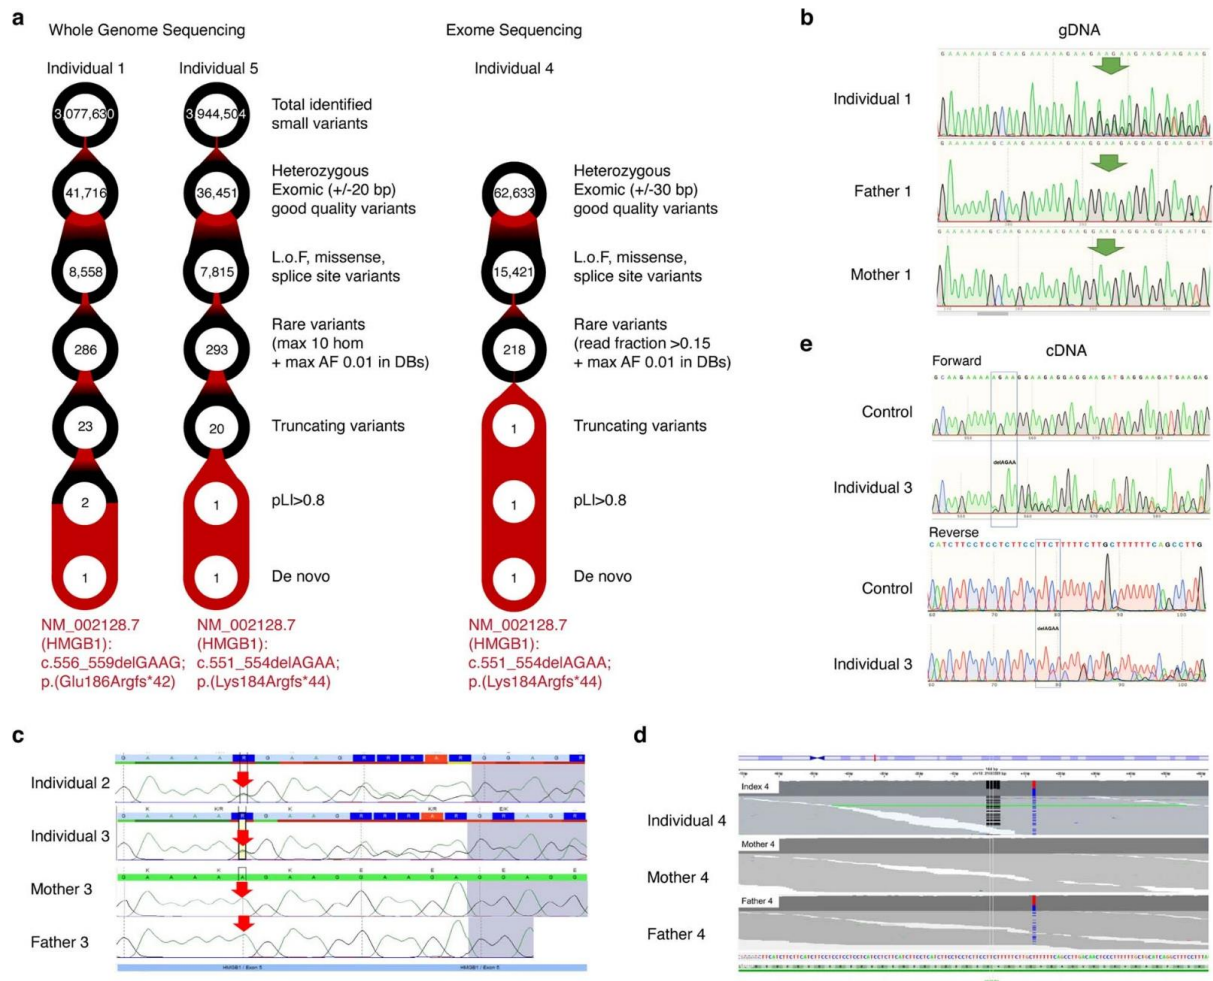 a
Whole Genome Sequencing
Exome Sequencing
Individual 1
Individual 5
Individual 4
3,077,630
3,944,504
Total identified
small variants
41,716
36,451
Heterozygous
Exomic (+/-20 bp)
good quality variants
62,633
Heterozygous
Exomic (+/-30 bp)
good quality variants
8,558
7,815
L.o.F, missense,
splice site variants
15,421
L.o.F, missense,
splice site variants
286
293
Rare variants
(max 10 hom
+ max AF 0.01 in DBs)
218
Rare variants
(read fraction >0.15
+ max AF 0.01 in DBs)
23
20
Truncating variants
1
Truncating variants
2
1
pLI>0.8
1
pLI>0.8
1
1
De novo
1
De novo
NM_002128.7
(HMGB1):
c.556_559delGAAG;
p.(Glu186Argfs*42)
NM_002128.7
(HMGB1):
c.551_554delAGAA;
p.(Lys184Argfs*44)
NM_002128.7
(HMGB1):
c.551_554delAGAA;
p.(Lys184Argfs*44)
b
gDNA
Individual 1
Father 1
Mother 1
e
cDNA
Forward
Control
delAGAA
Individual 3
Reverse
CATCTTCCTCCTCTTCCTTCTTTTTCTTGCTTTTTTCAGCCTTG
Control
delAGAA
Individual 3
c
Individual 2
Individual 3
Mother 3
Father 3
HMGB1 / Exon 5
HMGB1 / Exon 5
d
Index 4
Individual 4
Mother 4
Mother 4
Father 4
Father 4